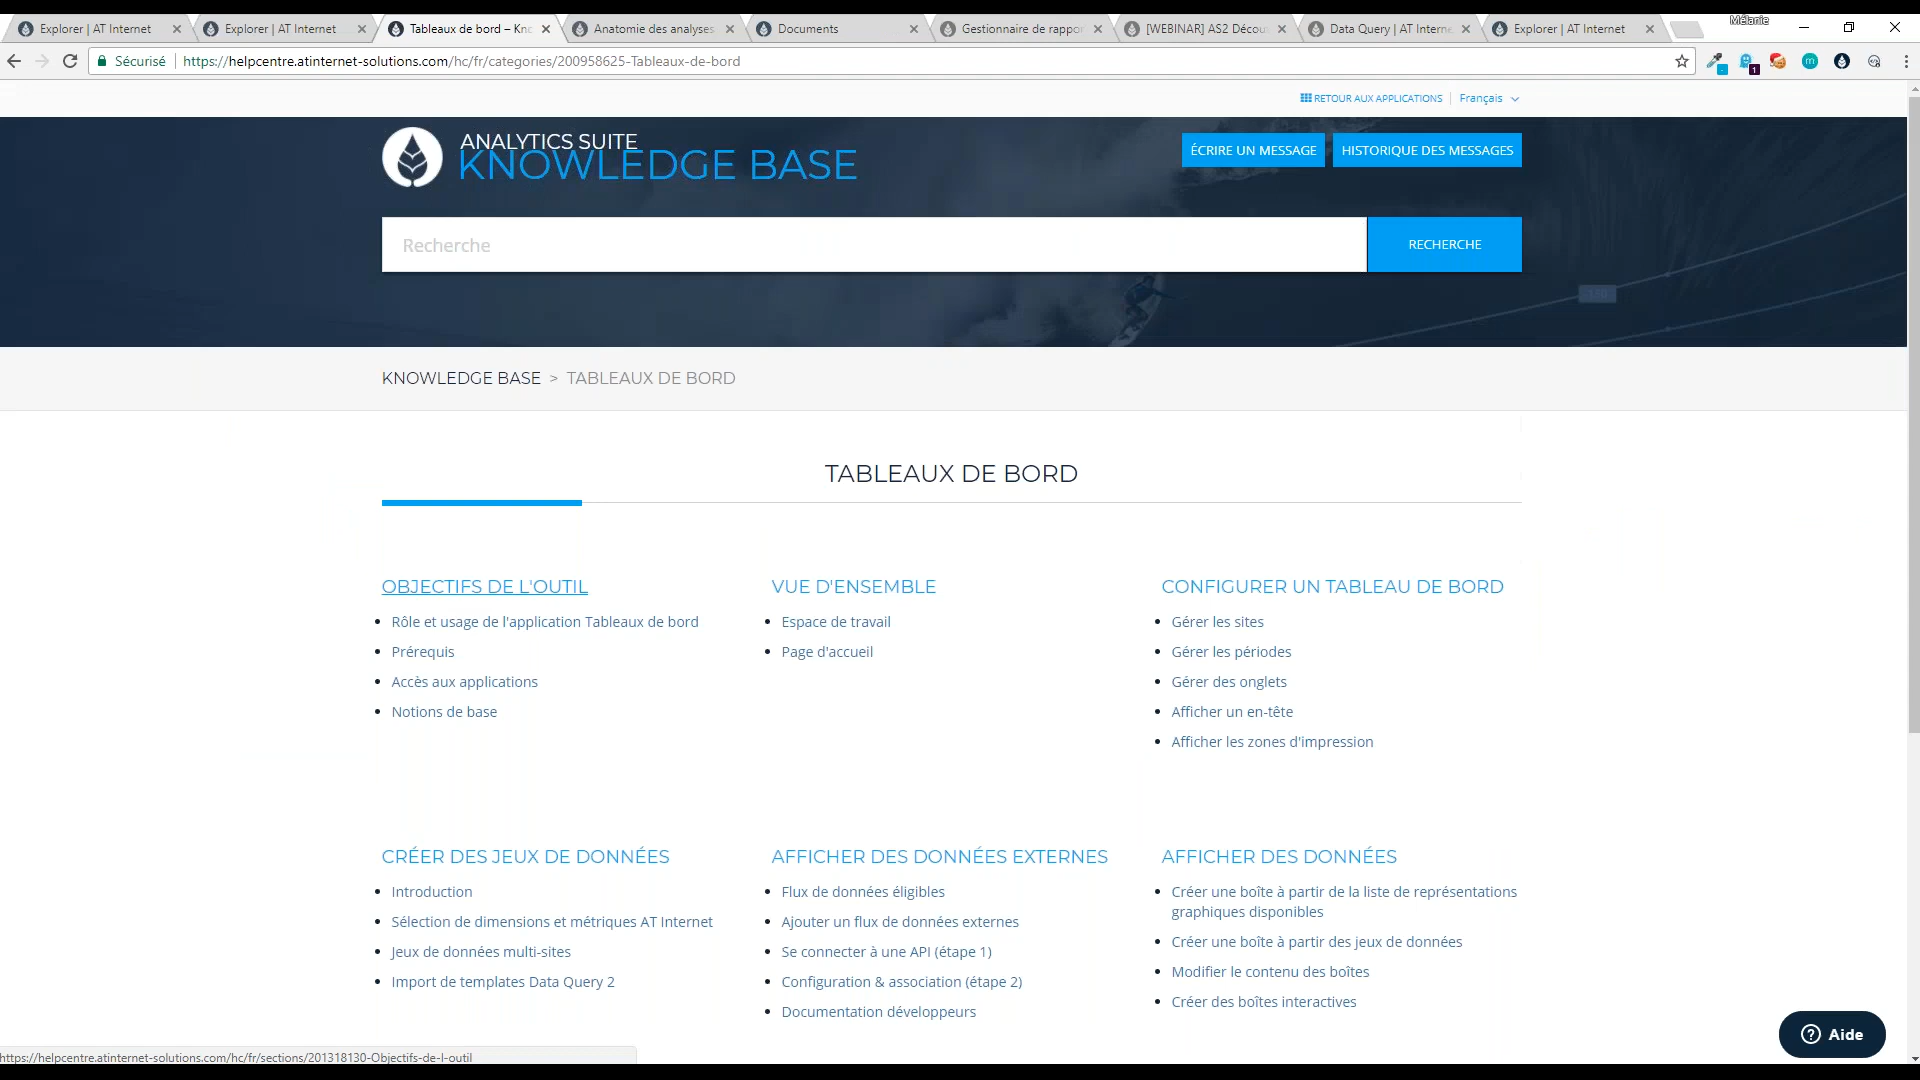 Mélanie
Explorer | AT Internet
Explorer | AT Internet
Tableaux de bord – Kno
Anatomie des analyses
Documents
Gestionnaire de rappor
[WEBINAR] AS2 Découv
Data Query | AT Interne
Explorer | AT Internet
Sécurisé
https://helpcentre.atinternet-solutions.com/hc/fr/categories/200958625-Tableaux-de-bord
RETOUR AUX APPLICATIONS
Français
ANALYTICS SUITE
KNOWLEDGE BASE
ÉCRIRE UN MESSAGE
HISTORIQUE DES MESSAGES
Recherche
RECHERCHE
KNOWLEDGE BASE > TABLEAUX DE BORD
TABLEAUX DE BORD
OBJECTIFS DE L'OUTIL
Rôle et usage de l'application Tableaux de bord
Prérequis
Accès aux applications
Notions de base
VUE D'ENSEMBLE
Espace de travail
Page d'accueil
CONFIGURER UN TABLEAU DE BORD
Gérer les sites
Gérer les périodes
Gérer des onglets
Afficher un en-tête
Afficher les zones d'impression
CRÉER DES JEUX DE DONNÉES
Introduction
Sélection de dimensions et métriques AT Internet
Jeux de données multi-sites
Import de templates Data Query 2
AFFICHER DES DONNÉES EXTERNES
Flux de données éligibles
Ajouter un flux de données externes
Se connecter à une API (étape 1)
Configuration & association (étape 2)
Documentation développeurs
AFFICHER DES DONNÉES
Créer une boîte à partir de la liste de représentations
graphiques disponibles
Créer une boîte à partir des jeux de données
Modifier le contenu des boîtes
Créer des boîtes interactives
Aide
https://helpcentre.atinternet-solutions.com/hc/fr/sections/201318130-Objectifs-de-l-outil